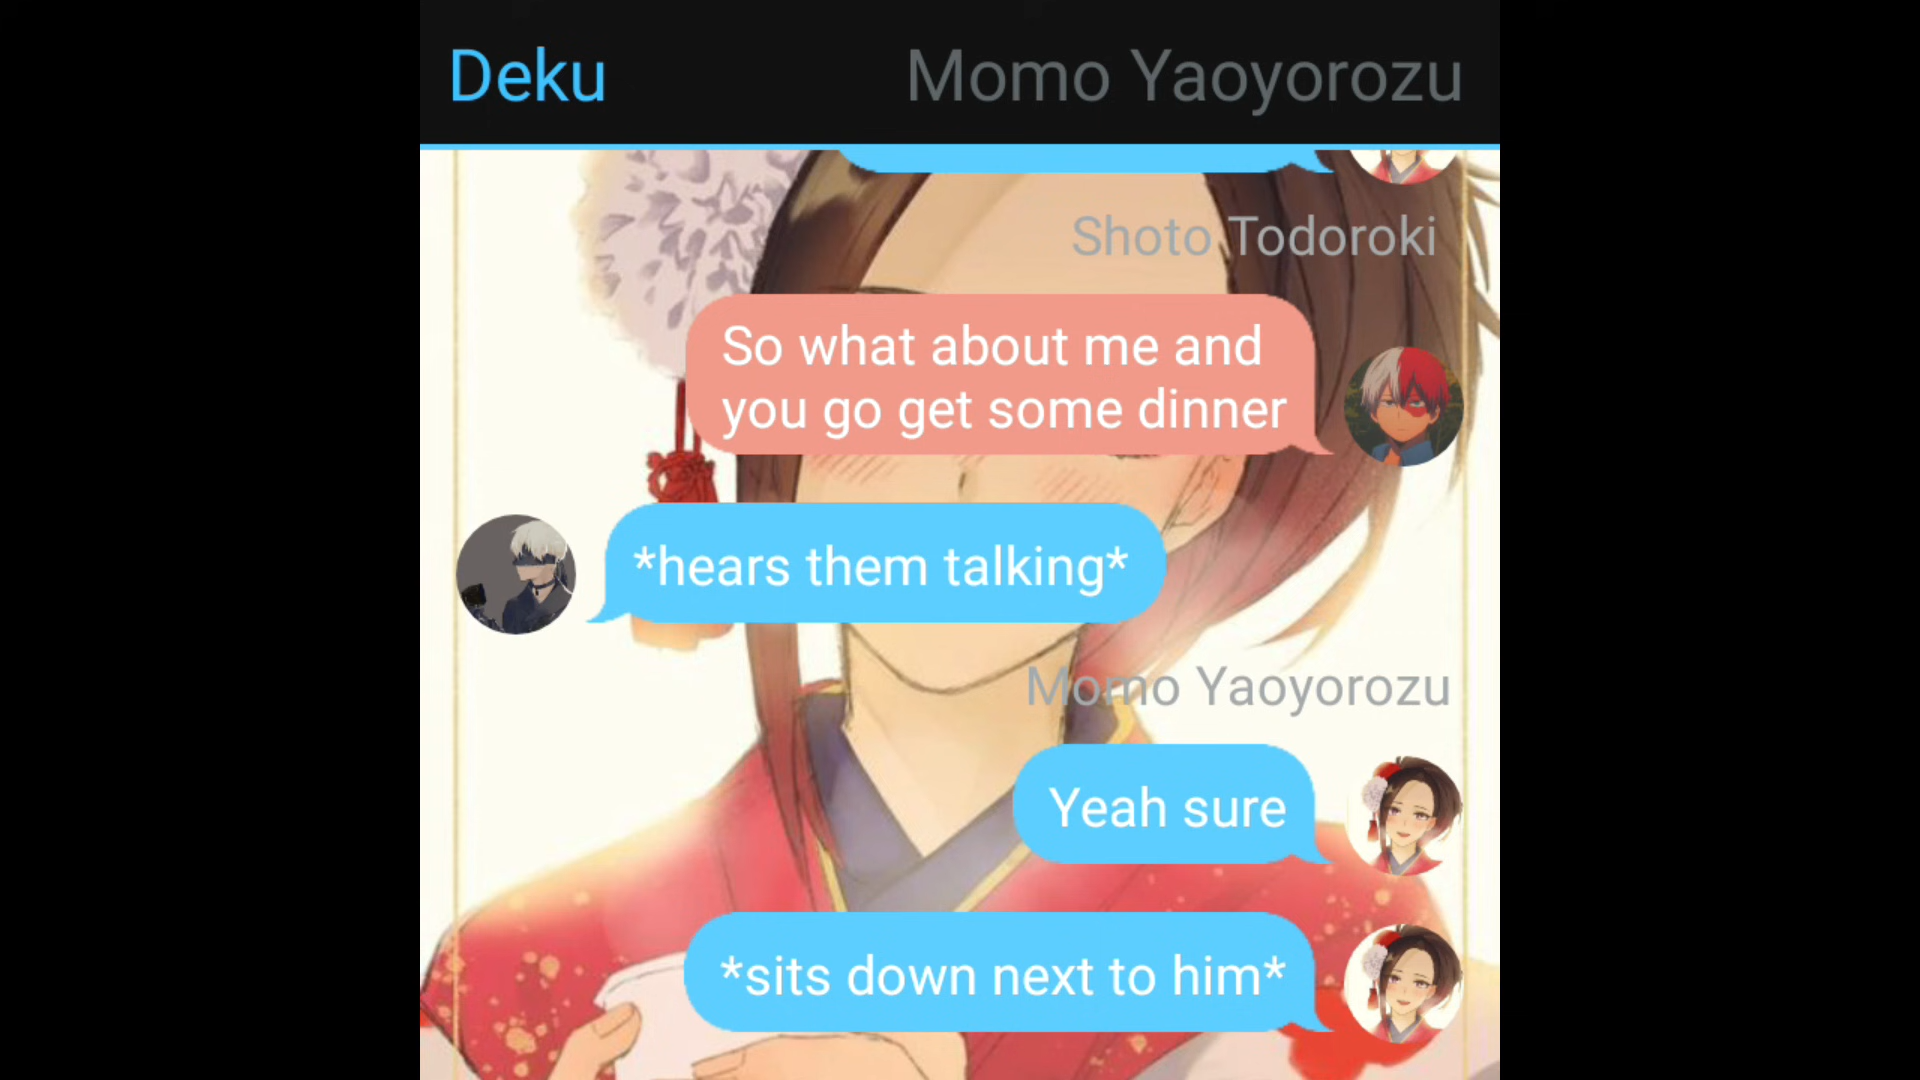 Deku Momo Yaoyorozu
Shoto Todoroki
So what about me and
you go get some dinner
*hears them talking*
Momo Yaoyorozu
Yeah sure
*sits down next to him*